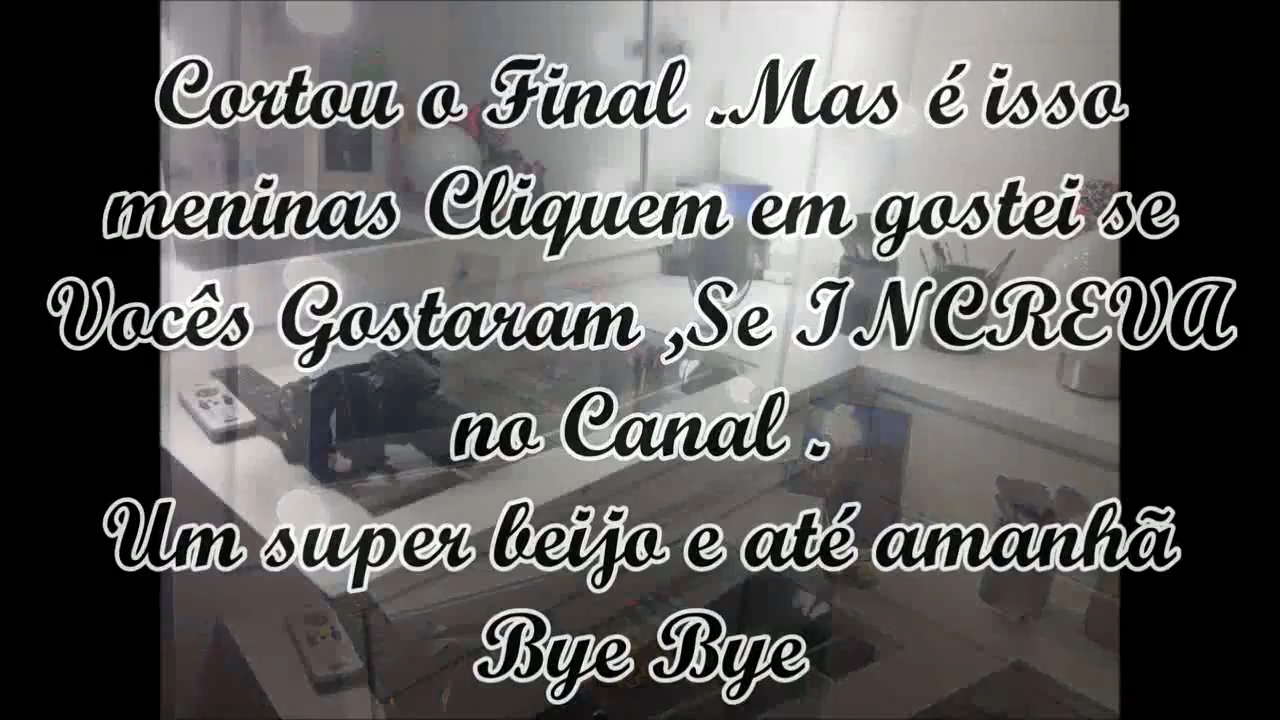 Cortou o Final .Mas é isso
meninas Cliquem em gostei se
Vocês Gostaram ,Se INCREVA
no Canal .
Um super beijo e até amanhã
Bye Bye